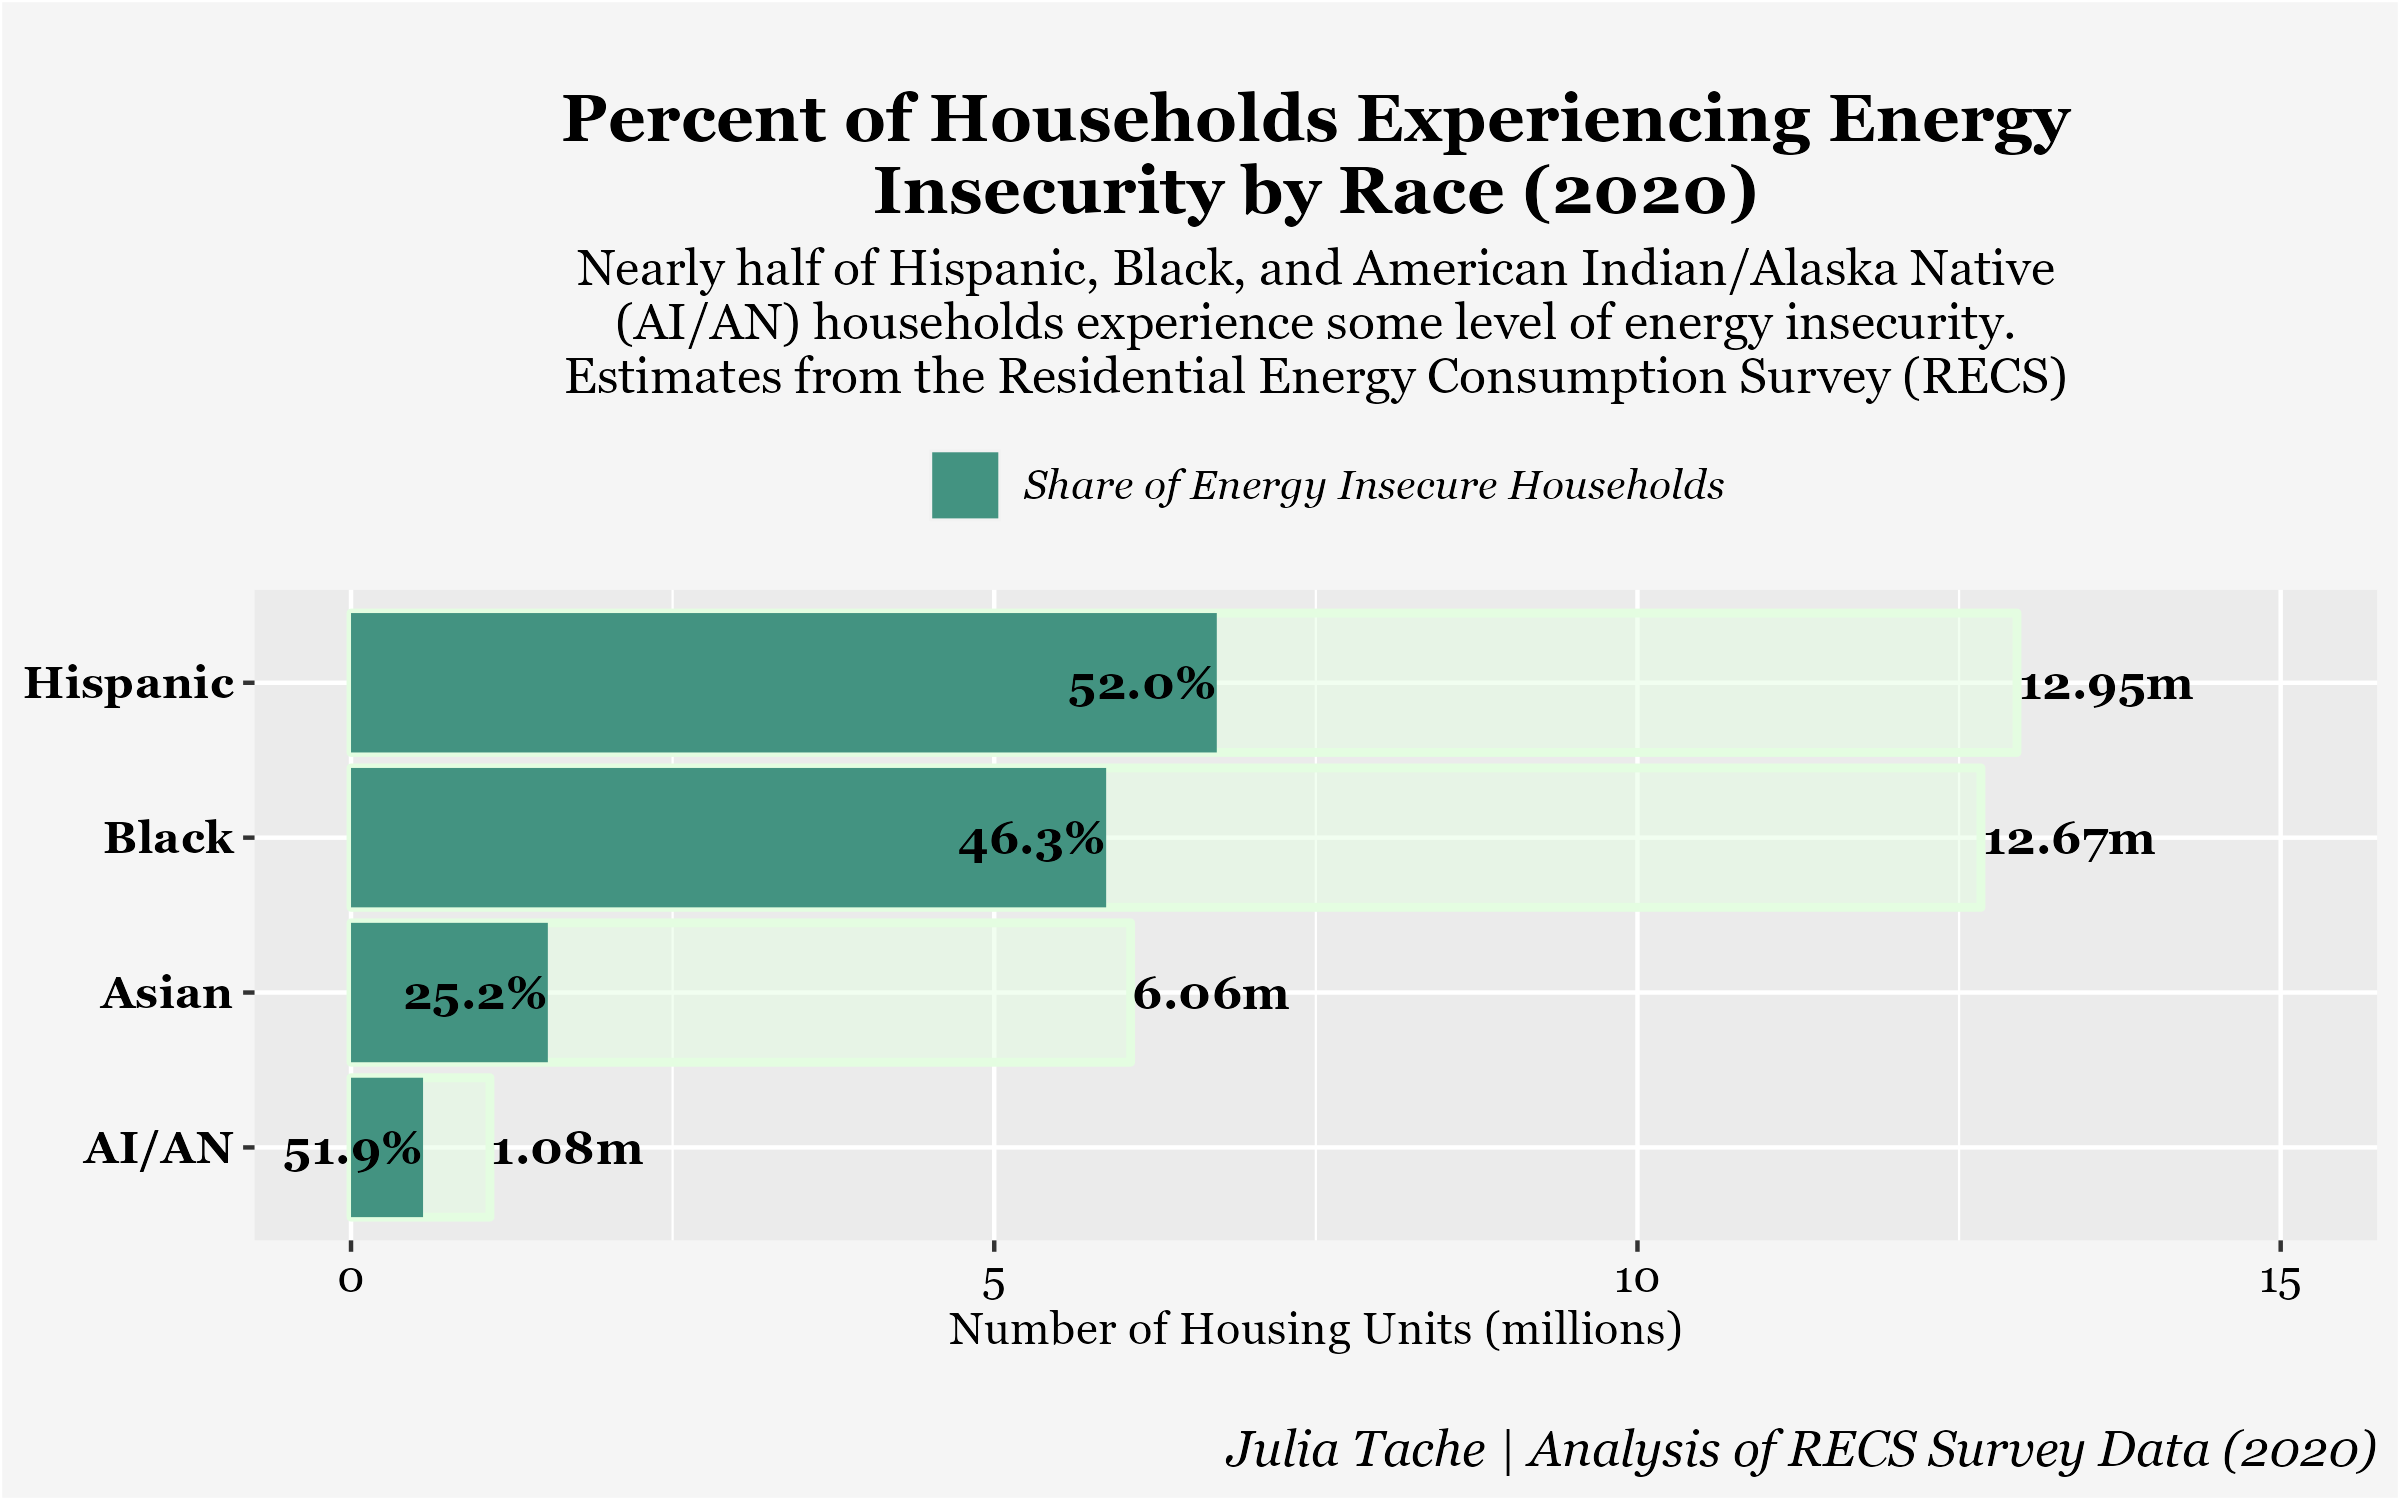 Percent of Households Experiencing Energy
Insecurity by Race (2020)
Nearly half of Hispanic, Black, and American Indian/Alaska Native
(AI/AN) households experience some level of energy insecurity.
Estimates from the Residential Energy Consumption Survey (RECS)
Share of Energy Insecure Households
Hispanic 52.0% 12.95m
Black 46.3% 12.67m
Asian 25.2% 6.06m
AI/AN 51.9% 1.08m
0 5 10 15
Number of Housing Units (millions)
Julia Tache | Analysis of RECS Survey Data (2020)